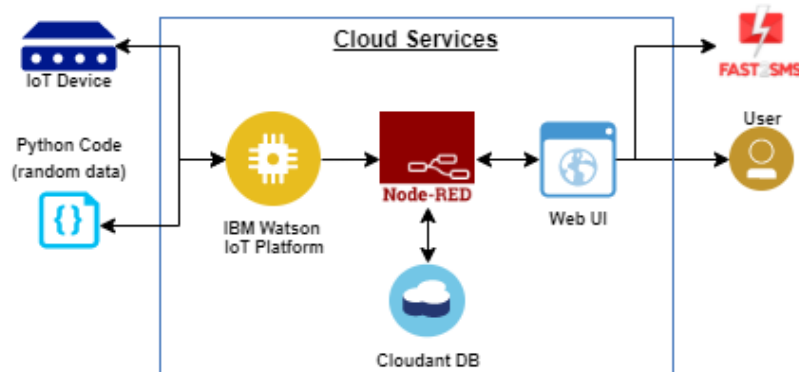 Cloud Services
IoT Device
FAST2SMS
User
Python Code
(random data)
{}
Node-RED
IBM Watson
IoT Platform
Web UI
Cloudant DB